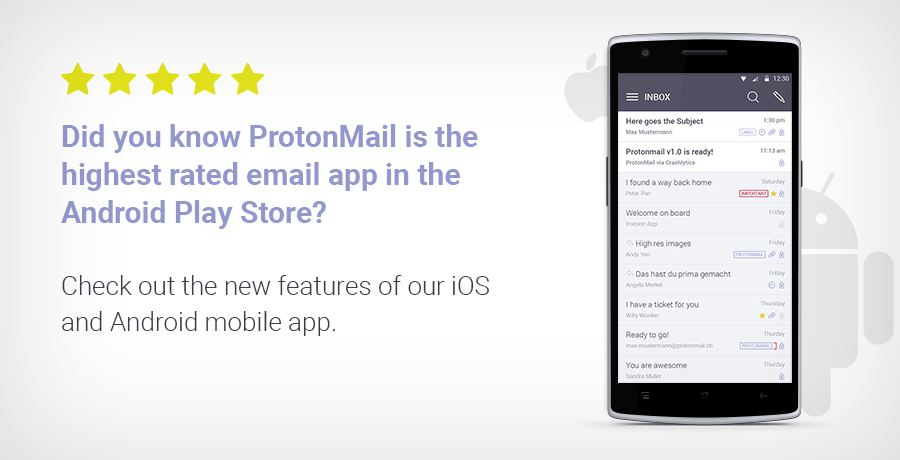 Did you know ProtonMail is the
highest rated email app in the
Android Play Store?
Check out the new features of our iOS
and Android mobile app.
12:30
INBOX
Here goes the Subject 1:30 pm
Max Mustermann LABEL
Protonmail v1.0 is ready! 11:13 am
ProtonMail via Crashlytics
I found a way back home Saturday
Peter Pan IMPORTANT
Welcome on board Friday
Invision App
High res images Friday
Andy Yen PROTONMAIL
Das hast du prima gemacht Friday
Angela Merkel
I have a ticket for you Thursday
Willy Wonker
Ready to go! Thurday
max.mustermann@protonmail.ch PROTONMAIL
You are awesome Thurday
Sandra Muller